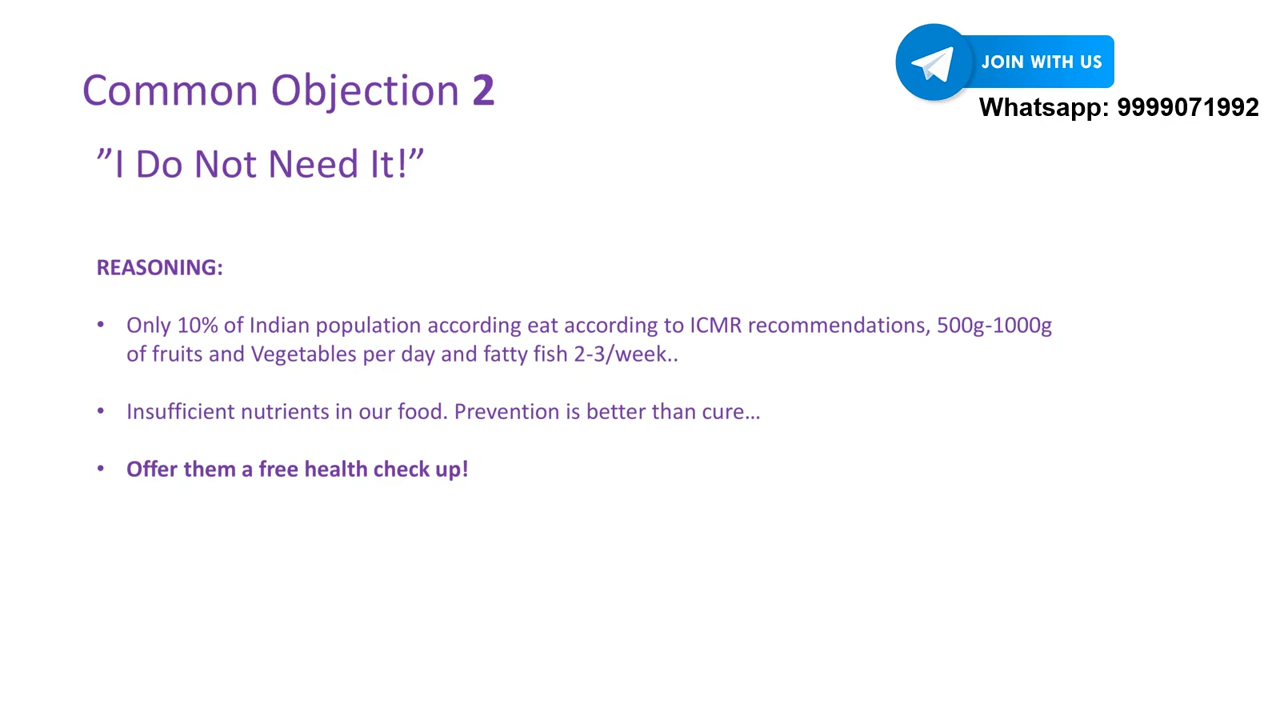 JOIN WITH US
Whatsapp: 9999071992
Common Objection 2
”I Do Not Need It!”
REASONING:
• Only 10% of Indian population according eat according to ICMR recommendations, 500g-1000g
of fruits and Vegetables per day and fatty fish 2-3/week..
• Insufficient nutrients in our food. Prevention is better than cure…
• Offer them a free health check up!